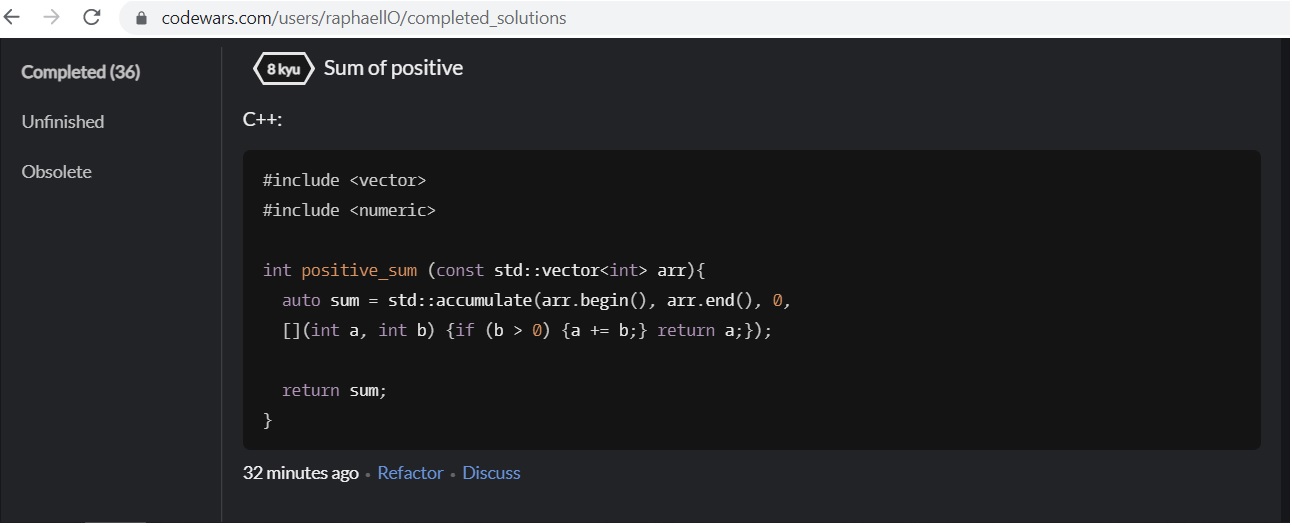 codewars.com/users/raphaellO/completed_solutions
Completed (36)
Unfinished
Obsolete
8 kyu Sum of positive
C++:
#include <vector>
#include <numeric>
int positive_sum (const std::vector<int> arr){
  auto sum = std::accumulate(arr.begin(), arr.end(), 0,
  [](int a, int b) {if (b > 0) {a += b;} return a;});
  return sum;
}
32 minutes ago • Refactor • Discuss